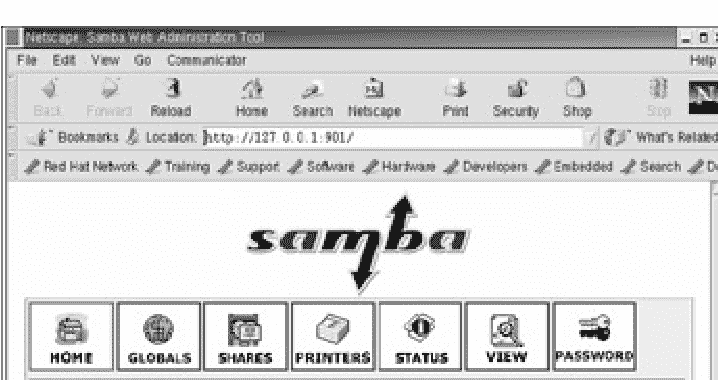 Netscape: Samba Web Administration Tool
File Edit View Go Communicator Help
Back Forward Reload Home Search Netscape Print Security Shop Stop
Bookmarks Location: http://127.0.0.1:901/ What's Related
Red Hat Network Training Support Software Hardware Developers Embedded Search
samba
HOME GLOBALS SHARES PRINTERS STATUS VIEW PASSWORD